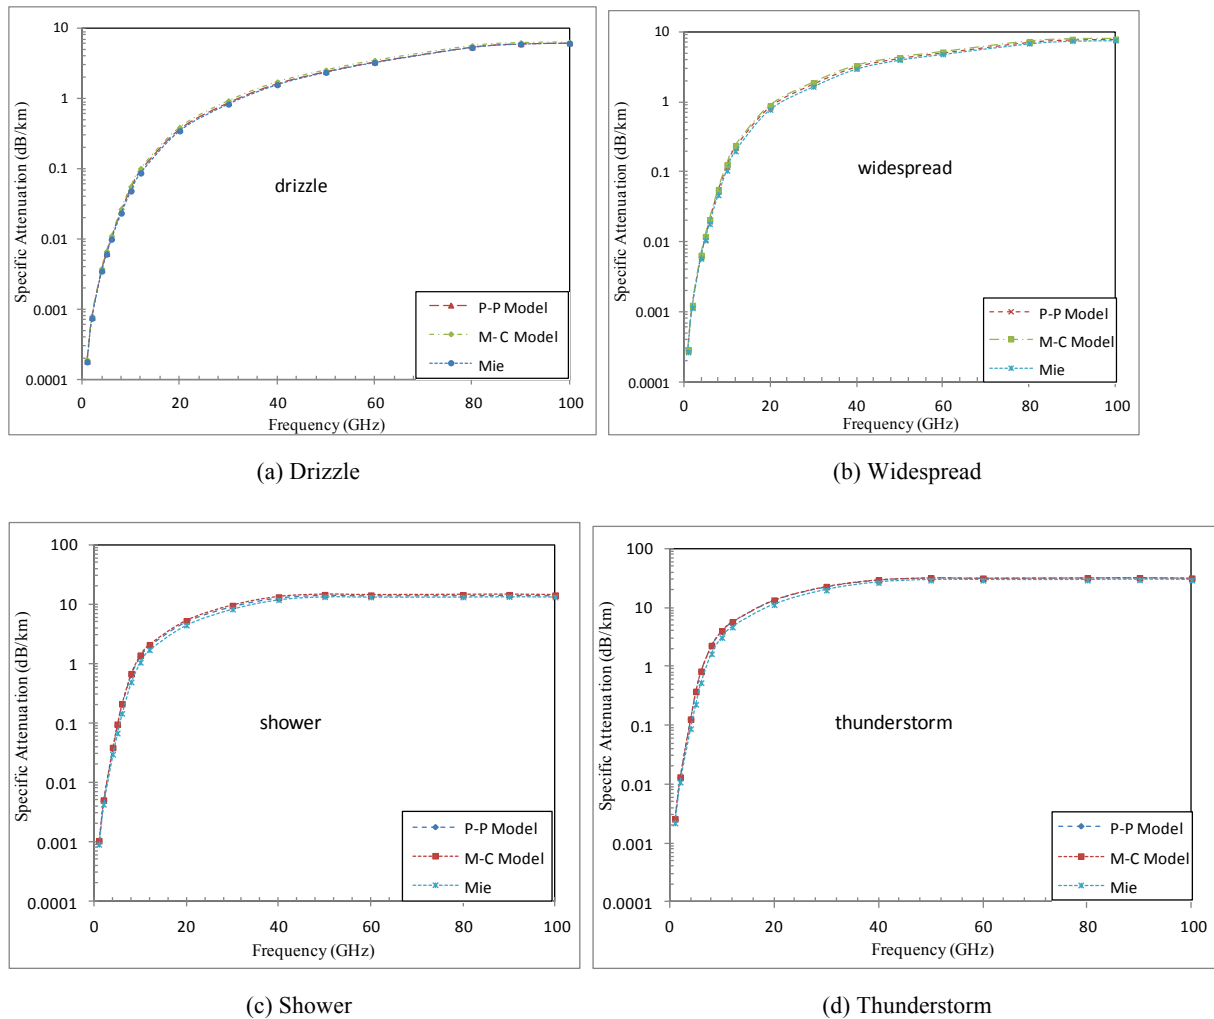 10
1
0.1
0.01
0.001
0.0001
Specific Attenuation (dB/km)
drizzle
P-P Model
M-C Model
Mie
0 20 40 60 80 100
Frequency (GHz)
(a) Drizzle
10
1
0.1
0.01
0.001
0.0001
Specific Attenuation (dB/km)
widespread
P-P Model
M-C Model
Mie
0 20 40 60 80 100
Frequency (GHz)
(b) Widespread
100
10
1
0.1
0.01
0.001
0.0001
Specific Attenuation (dB/km)
shower
P-P Model
M-C Model
Mie
0 20 40 60 80 100
Frequency (GHz)
(c) Shower
100
10
1
0.1
0.01
0.001
0.0001
Specific Attenuation (dB/km)
thunderstorm
P-P Model
M-C Model
Mie
0 20 40 60 80 100
Frequency (GHz)
(d) Thunderstorm